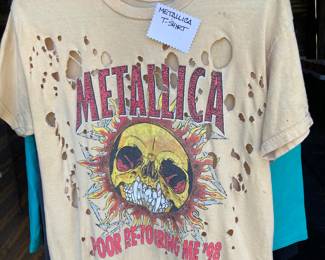 METALLICA
T-SHIRT
METALLICA
POOR RE-TOURING ME '98